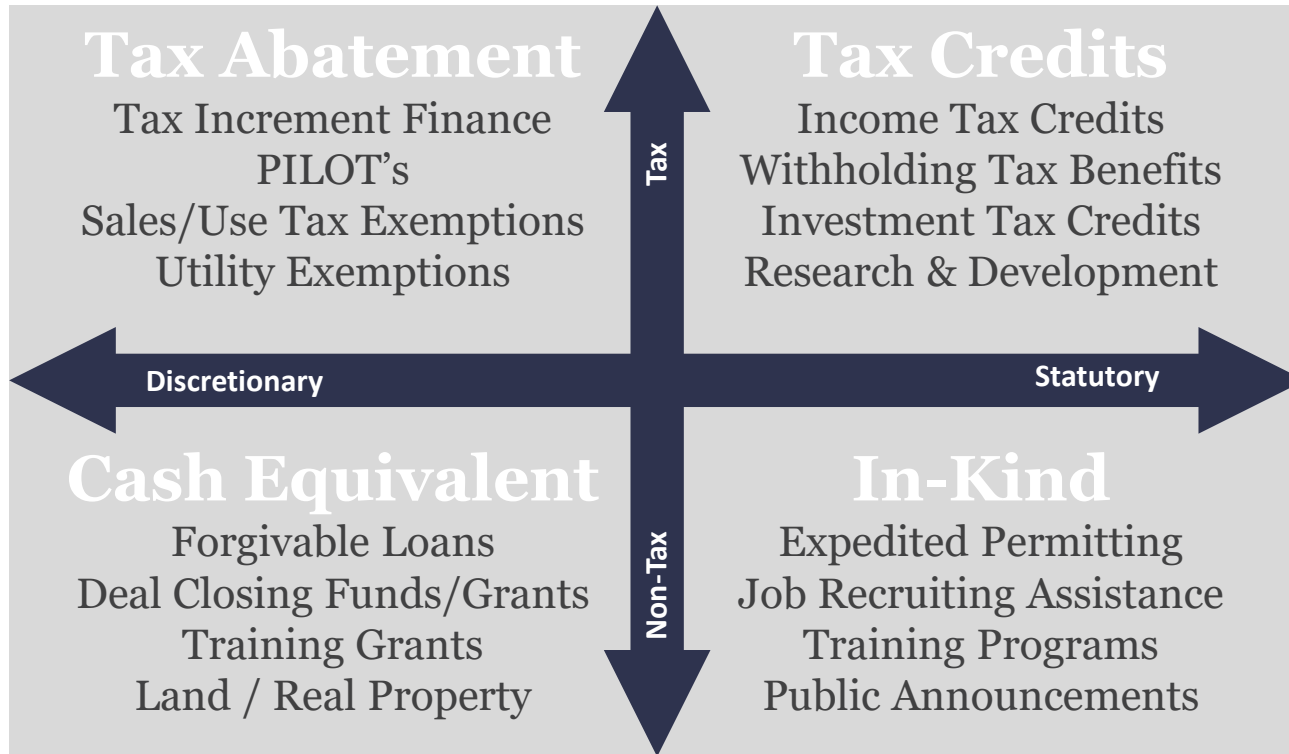 Tax Abatement
Tax Increment Finance
PILOT’s
Sales/Use Tax Exemptions
Utility Exemptions
Tax Credits
Income Tax Credits
Withholding Tax Benefits
Investment Tax Credits
Research & Development
Tax
Discretionary
Statutory
Non-Tax
Cash Equivalent
Forgivable Loans
Deal Closing Funds/Grants
Training Grants
Land / Real Property
In-Kind
Expedited Permitting
Job Recruiting Assistance
Training Programs
Public Announcements